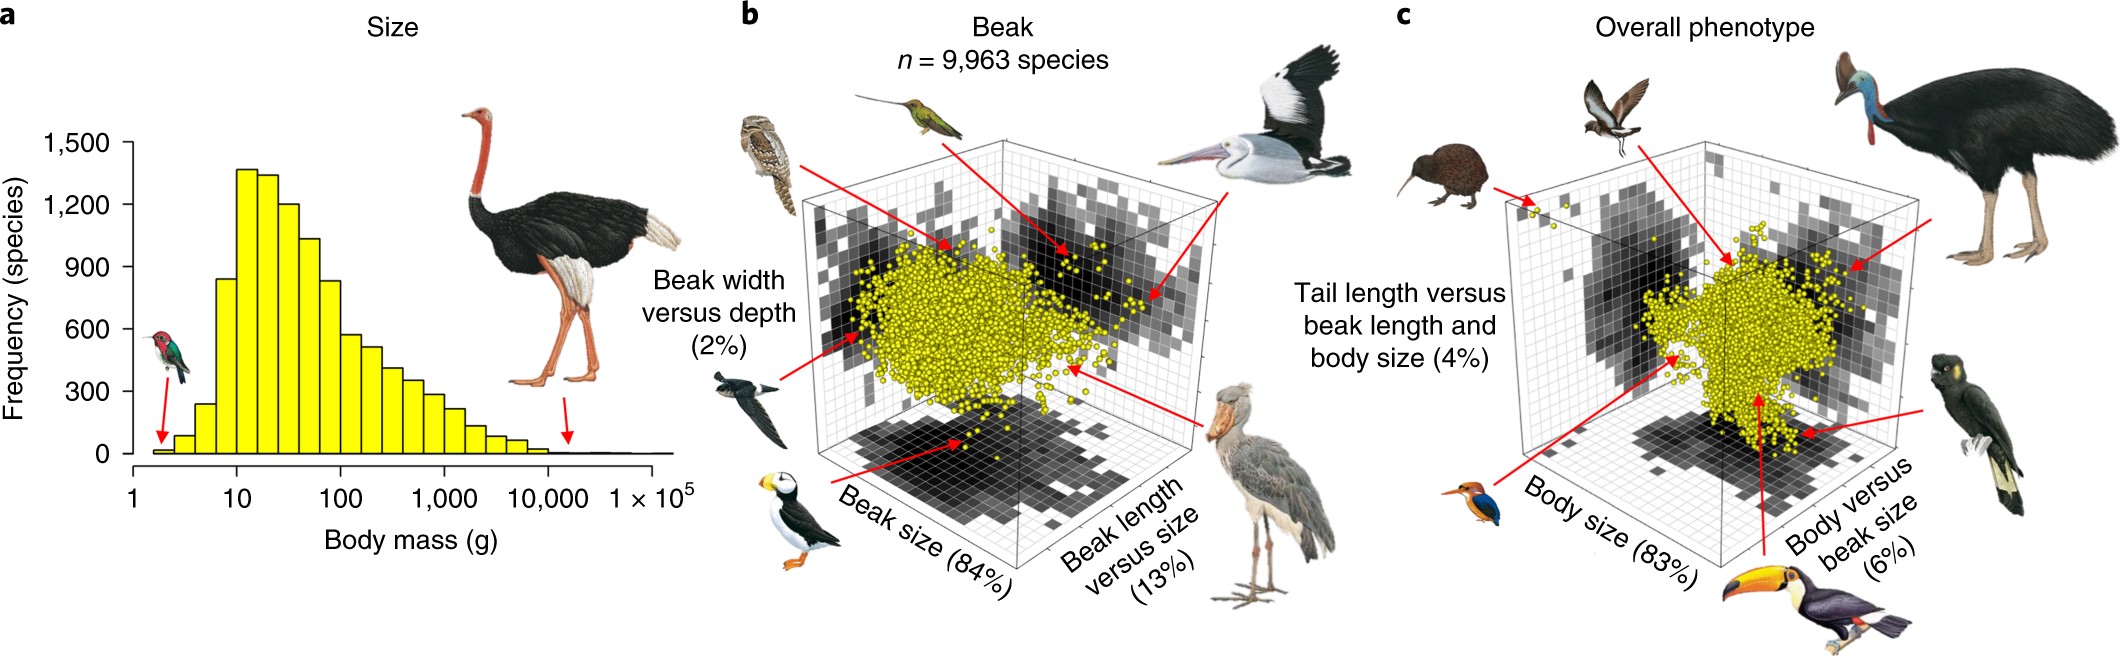 a
Size
Frequency (species)
1,500
1,200
900
600
300
0
1
10
100
1,000
10,000
1 × 10⁵
Body mass (g)
b
Beak
n = 9,963 species
Beak width
versus depth
(2%)
Beak size (84%)
Beak length
versus size
(13%)
c
Overall phenotype
Tail length versus
beak length and
body size (4%)
Body size (83%)
Body versus
beak size
(6%)